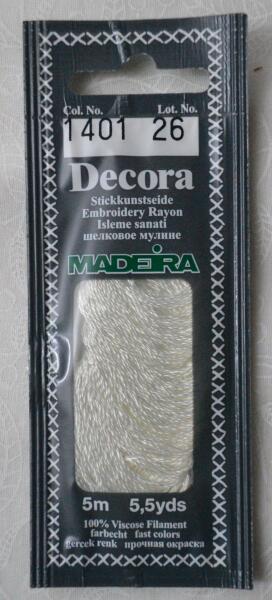 Col. No. Lot. No.
1401 26
Decora
Stickkunstseide
Embroidery Rayon
Isleme sanati
шелковое мулине
MADEIRA
5m 5,5yds
100% Viscose Filament
farbecht fast colors
gerçek renk прочная окраска